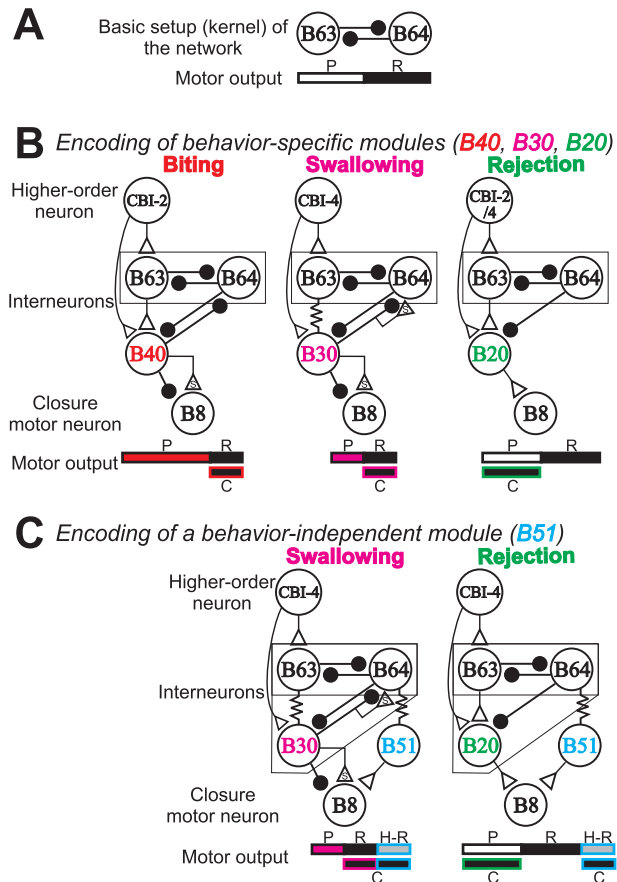 A
Basic setup (kernel) of
the network
B63
B64
P
R
Motor output
B
Encoding of behavior-specific modules (B40, B30, B20)
Biting
Swallowing
Rejection
Higher-order
neuron
CBI-2
CBI-4
CBI-2
/4
Interneurons
B63
B64
B63
B64
B63
B64
S
B40
B30
B20
S
S
Closure
motor neuron
B8
B8
B8
Motor output
P
R
C
P
R
C
P
R
C
C
Encoding of a behavior-independent module (B51)
Swallowing
Rejection
Higher-order
neuron
CBI-4
CBI-4
Interneurons
B63
B64
B63
B64
S
B30
B51
B20
B51
S
Closure
motor neuron
B8
B8
Motor output
P
R
H-R
C
P
R
H-R
C
C